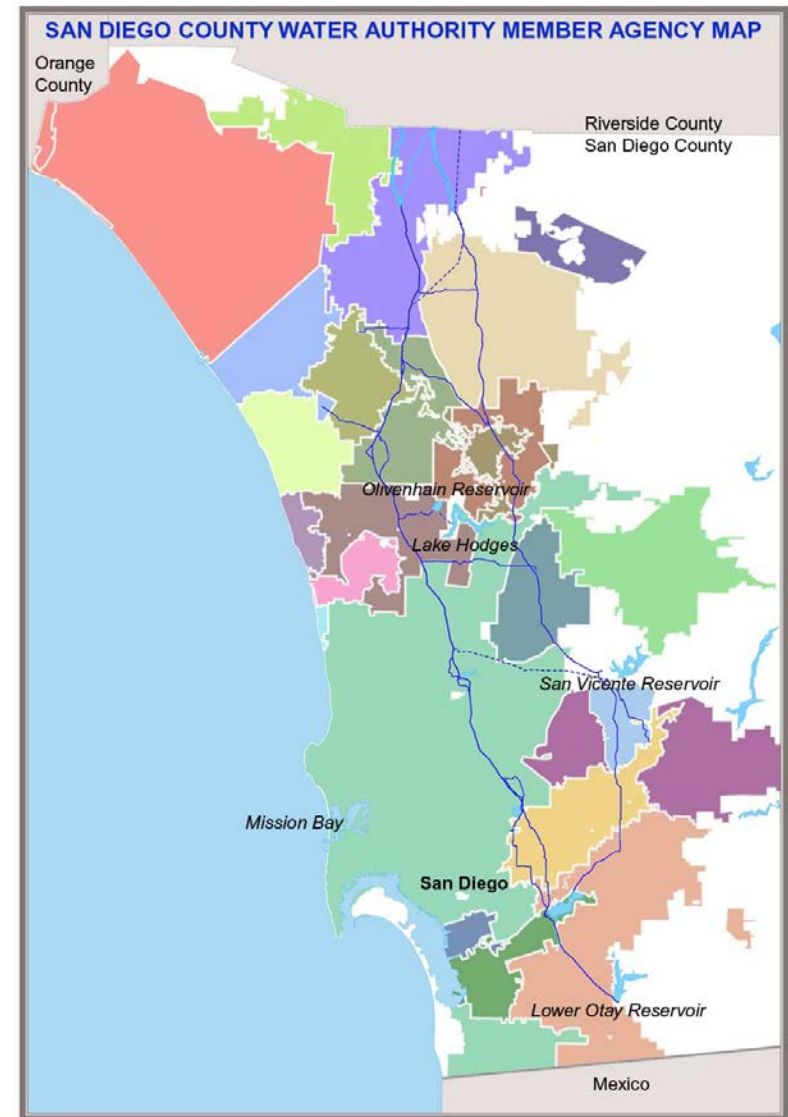 SAN DIEGO COUNTY WATER AUTHORITY MEMBER AGENCY MAP
Orange
County
Riverside County
San Diego County
Olivenhain Reservoir
Lake Hodges
San Vicente Reservoir
Mission Bay
San Diego
Lower Otay Reservoir
Mexico